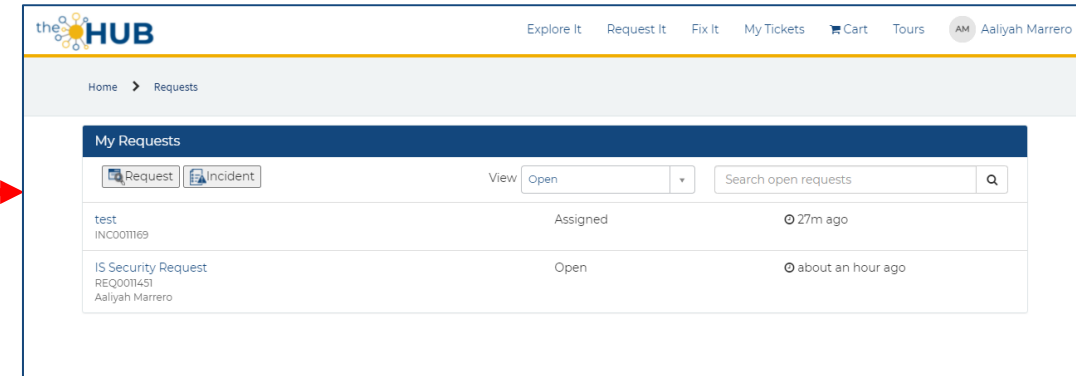 the HUB
Explore It Request It Fix It My Tickets Cart Tours AM Aaliyah Marrero
Home > Requests
My Requests
Request Incident View Open Search open requests
test Assigned 27m ago
INC0011169
IS Security Request Open about an hour ago
REQ0011451
Aaliyah Marrero